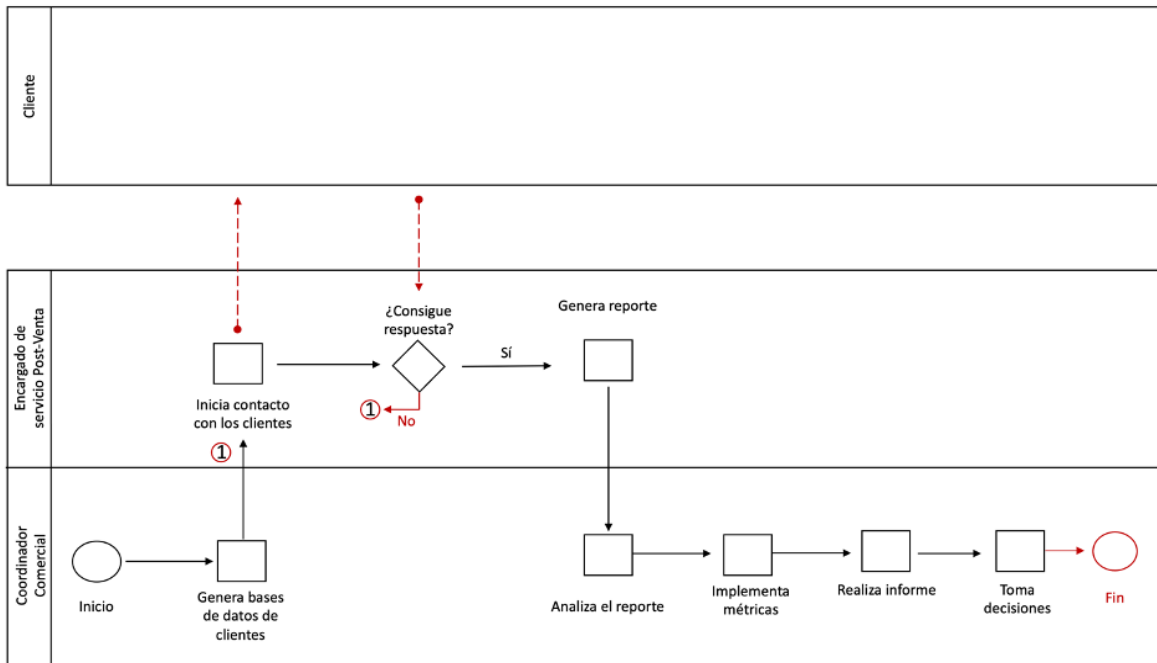 Cliente
Encargado de
servicio Post-Venta
¿Consigue
respuesta?
Genera reporte
Sí
Inicia contacto
con los clientes
1
No
1
Coordinador
Comercial
Inicio
Genera bases
de datos de
clientes
Analiza el reporte
Implementa
métricas
Realiza informe
Toma
decisiones
Fin